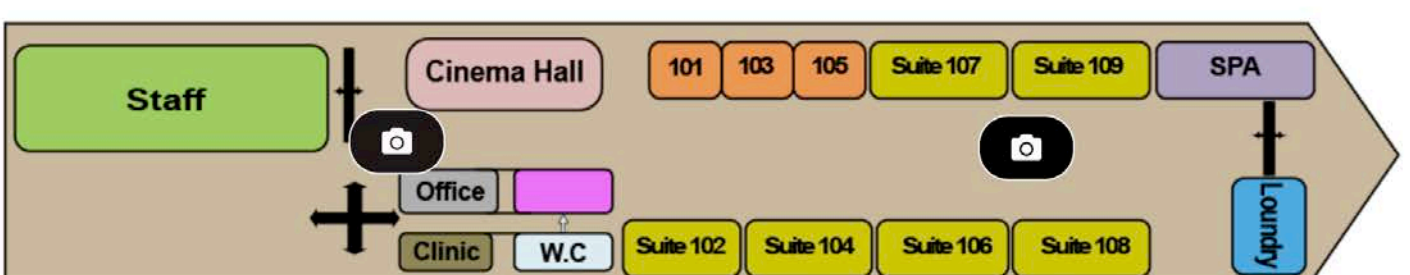 Staff
Cinema Hall
101
103
105
Suite 107
Suite 109
SPA
Office
Clinic
W.C
Suite 102
Suite 104
Suite 106
Suite 108
Loundry